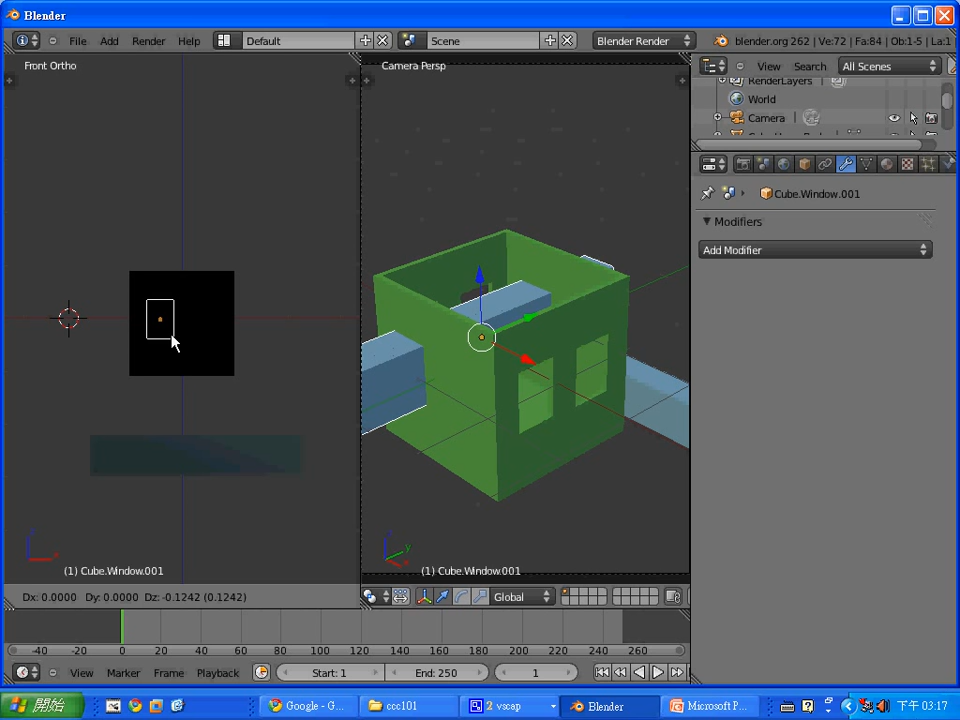 Blender
File Add Render Help Default Scene Blender Render blender.org 262 | Ve:72 | Fa:84 | Ob:1-5 | La:1
Front Ortho
Camera Persp
View Search All Scenes
RenderLayers
World
Camera
Cube.Window.001
Modifiers
Add Modifier
(1) Cube.Window.001
(1) Cube.Window.001
Dx: 0.0000 Dy: 0.0000 Dz: -0.1242 (0.1242)
Global
-40 -20 0 20 40 60 80 100 120 140 160 180 200 220 240 260
View Marker Frame Playback Start: 1 End: 250 1
開始 Google - G... ccc101 2 vscap Blender Microsoft P... 下午 03:17